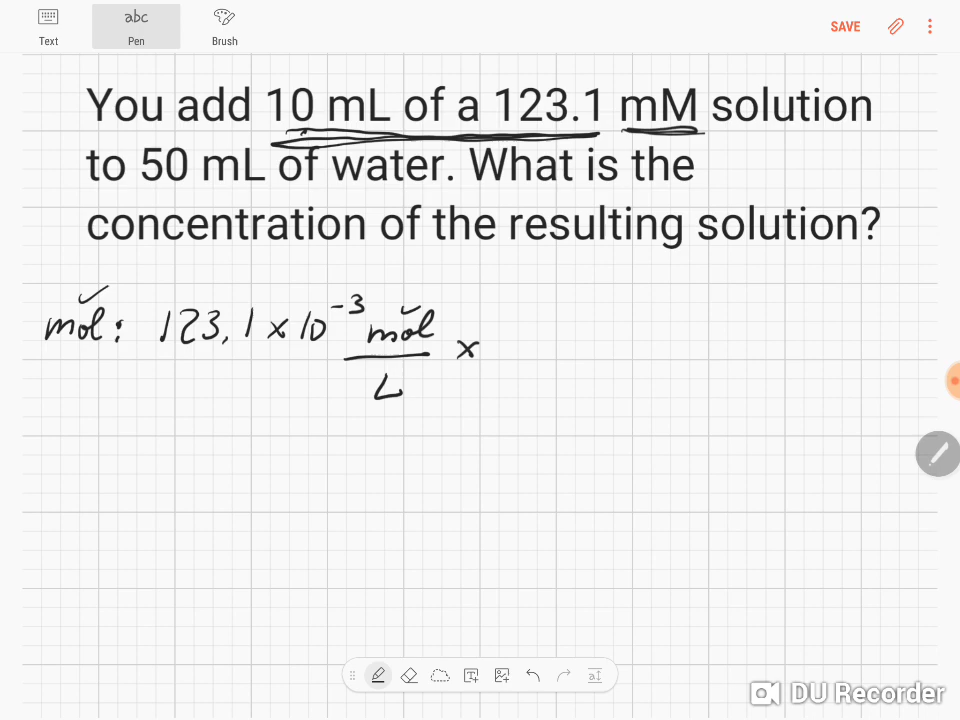 Text abc Pen Brush SAVE
You add 10 mL of a 123.1 mM solution
to 50 mL of water. What is the
concentration of the resulting solution?
mol: 123,1 x 10⁻³ mol x
L
DU Recorder